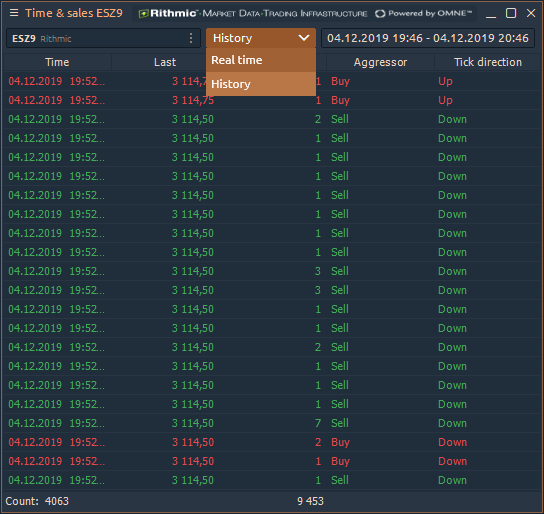 Time & sales ESZ9 Rithmic™-Market Data-Trading Infrastructure Powered by OMNE™
ESZ9 Rithmic History 04.12.2019 19:46 - 04.12.2019 20:46
Real time
History
Time Last Aggressor Tick direction
04.12.2019 19:52... 3 114,7 1 Buy Up
04.12.2019 19:52... 3 114,75 1 Buy Up
04.12.2019 19:52... 3 114,50 2 Sell Down
04.12.2019 19:52... 3 114,50 1 Sell Down
04.12.2019 19:52... 3 114,50 1 Sell Down
04.12.2019 19:52... 3 114,50 1 Sell Down
04.12.2019 19:52... 3 114,50 1 Sell Down
04.12.2019 19:52... 3 114,50 1 Sell Down
04.12.2019 19:52... 3 114,50 1 Sell Down
04.12.2019 19:52... 3 114,50 1 Sell Down
04.12.2019 19:52... 3 114,50 3 Sell Down
04.12.2019 19:52... 3 114,50 3 Sell Down
04.12.2019 19:52... 3 114,50 1 Sell Down
04.12.2019 19:52... 3 114,50 1 Sell Down
04.12.2019 19:52... 3 114,50 2 Sell Down
04.12.2019 19:52... 3 114,50 1 Sell Down
04.12.2019 19:52... 3 114,50 1 Sell Down
04.12.2019 19:52... 3 114,50 1 Sell Down
04.12.2019 19:52... 3 114,50 7 Sell Down
04.12.2019 19:52... 3 114,50 2 Buy Down
04.12.2019 19:52... 3 114,50 1 Buy Down
04.12.2019 19:52... 3 114,50 1 Sell Down
Count: 4063 9 453